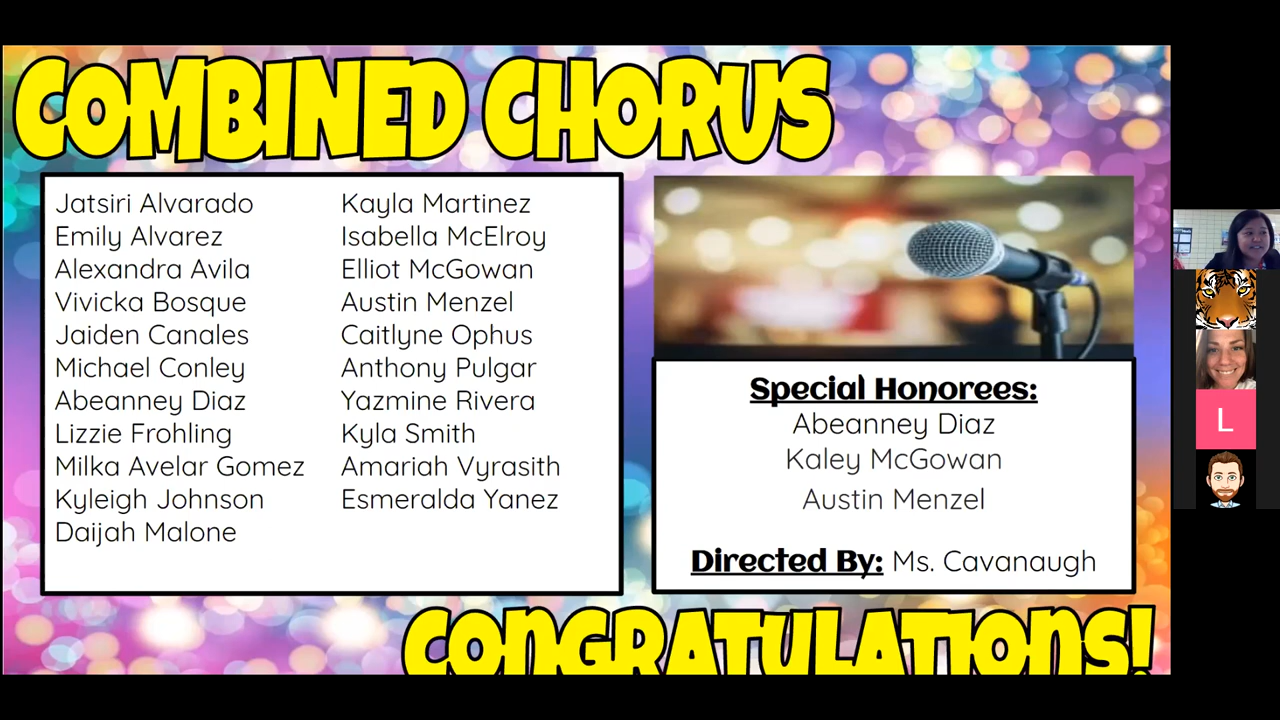 COMBINED CHORUS
Jatsiri Alvarado
Emily Alvarez
Alexandra Avila
Vivicka Bosque
Jaiden Canales
Michael Conley
Abeanney Diaz
Lizzie Frohling
Milka Avelar Gomez
Kyleigh Johnson
Daijah Malone
Kayla Martinez
Isabella McElroy
Elliot McGowan
Austin Menzel
Caitlyne Ophus
Anthony Pulgar
Yazmine Rivera
Kyla Smith
Amariah Vyrasith
Esmeralda Yanez
Special Honorees:
Abeanney Diaz
Kaley McGowan
Austin Menzel
Directed By: Ms. Cavanaugh
CONGRATULATIONS!
L